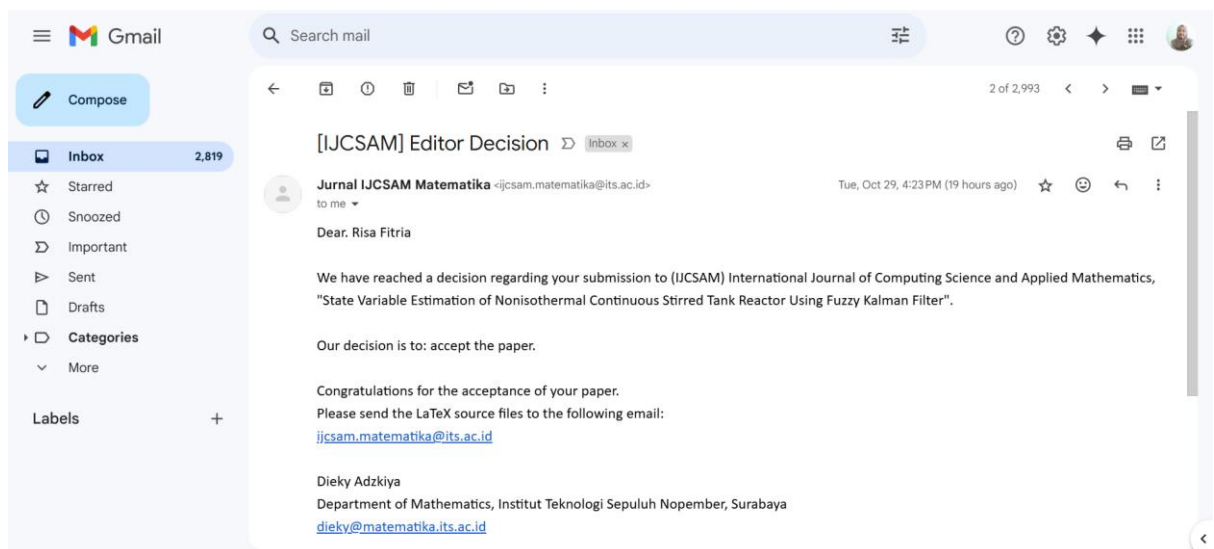 Gmail
Search mail
Compose
2 of 2,993
[IJCSAM] Editor Decision Inbox x
Inbox 2,819
Starred
Snoozed
Important
Sent
Drafts
Categories
More
Labels +
Jurnal IJCSAM Matematika <ijcsam.matematika@its.ac.id> Tue, Oct 29, 4:23 PM (19 hours ago)
to me
Dear. Risa Fitria
We have reached a decision regarding your submission to (IJCSAM) International Journal of Computing Science and Applied Mathematics,
"State Variable Estimation of Nonisothermal Continuous Stirred Tank Reactor Using Fuzzy Kalman Filter".
Our decision is to: accept the paper.
Congratulations for the acceptance of your paper.
Please send the LaTeX source files to the following email:
ijcsam.matematika@its.ac.id
Dieky Adzkiya
Department of Mathematics, Institut Teknologi Sepuluh Nopember, Surabaya
dieky@matematika.its.ac.id